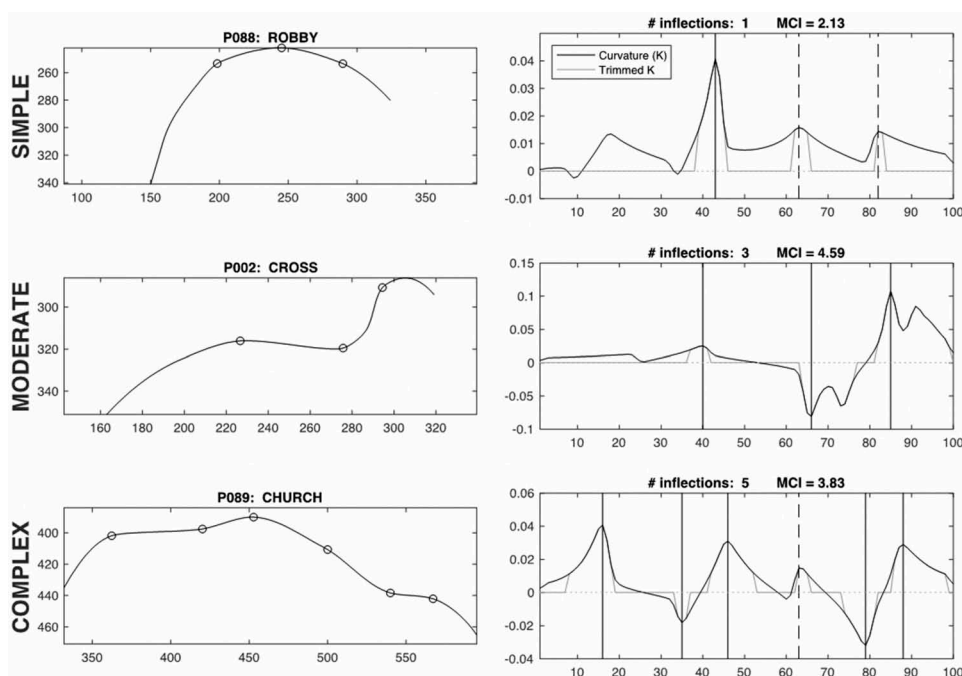 SIMPLE
P088: ROBBY
260
280
300
320
340
100 150 200 250 300 350
# inflections: 1 MCI = 2.13
Curvature (K)
Trimmed K
0.04
0.03
0.02
0.01
0
-0.01
10 20 30 40 50 60 70 80 90 100
MODERATE
P002: CROSS
300
320
340
160 180 200 220 240 260 280 300 320
# inflections: 3 MCI = 4.59
0.15
0.1
0.05
0
-0.05
-0.1
10 20 30 40 50 60 70 80 90 100
COMPLEX
P089: CHURCH
400
420
440
460
350 400 450 500 550
# inflections: 5 MCI = 3.83
0.06
0.04
0.02
0
-0.02
-0.04
10 20 30 40 50 60 70 80 90 100